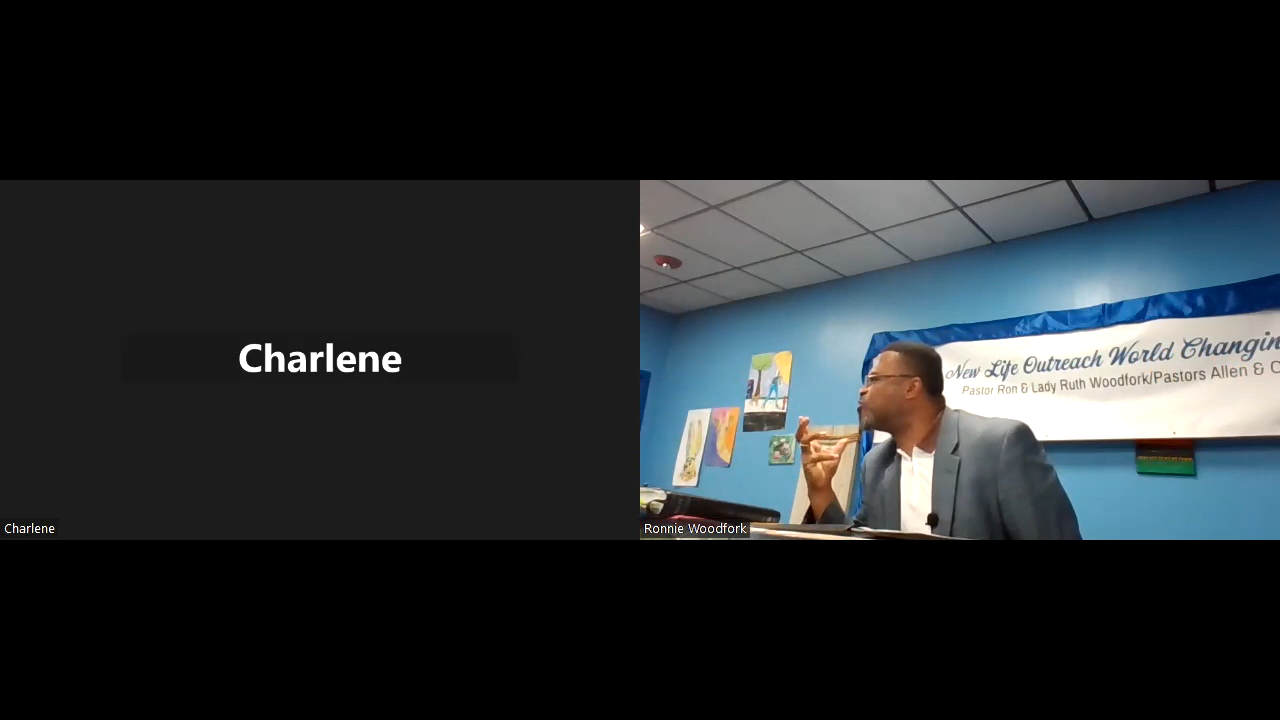 Charlene
Charlene
New Life Outreach World Changin
Pastor Ron & Lady Ruth Woodfork/Pastors Allen & C
Ronnie Woodfork